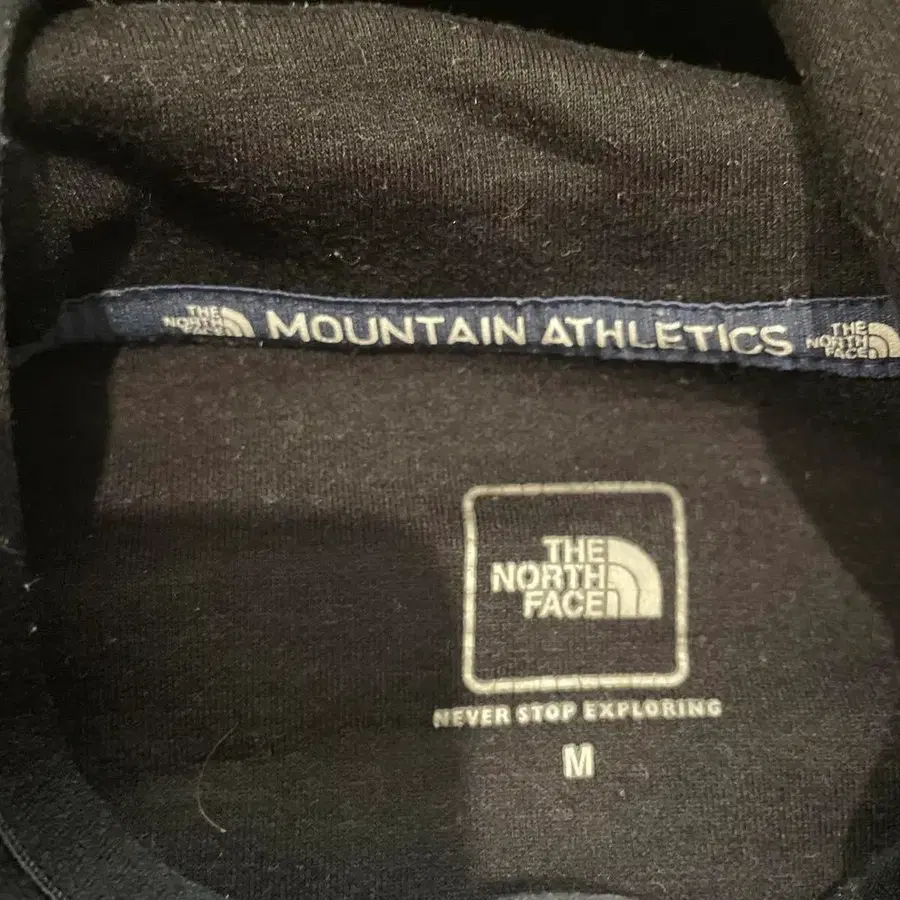 THE
NORTH
FACE
MOUNTAIN ATHLETICS
THE
NORTH
FACE
THE
NORTH
FACE
NEVER STOP EXPLORING
M